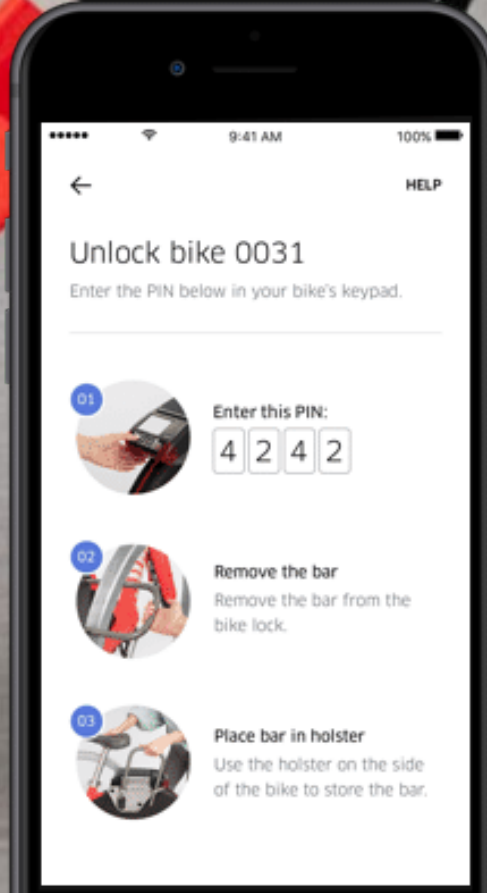 9:41 AM
100%
HELP
Unlock bike 0031
Enter the PIN below in your bike's keypad.
01
Enter this PIN:
4 2 4 2
02
Remove the bar
Remove the bar from the
bike lock.
03
Place bar in holster
Use the holster on the side
of the bike to store the bar.